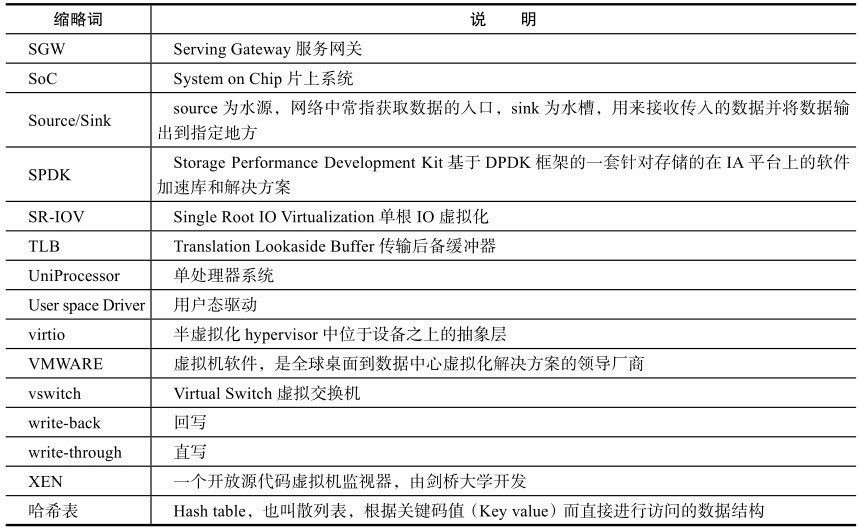 缩略词 说 明
SGW Serving Gateway 服务网关
SoC System on Chip 片上系统
Source/Sink source 为水源，网络中常指获取数据的入口，sink 为水槽，用来接收传入的数据并将数据输
出到指定地方
SPDK Storage Performance Development Kit 基于 DPDK 框架的一套针对存储的在 IA 平台上的软件
加速库和解决方案
SR-IOV Single Root IO Virtualization 单根 IO 虚拟化
TLB Translation Lookaside Buffer 传输后备缓冲器
UniProcessor 单处理器系统
User space Driver 用户态驱动
virtio 半虚拟化 hypervisor 中位于设备之上的抽象层
VMWARE 虚拟机软件，是全球桌面到数据中心虚拟化解决方案的领导厂商
vswitch Virtual Switch 虚拟交换机
write-back 回写
write-through 直写
XEN 一个开放源代码虚拟机监视器，由剑桥大学开发
哈希表 Hash table，也叫散列表，根据关键码值（Key value）而直接进行访问的数据结构